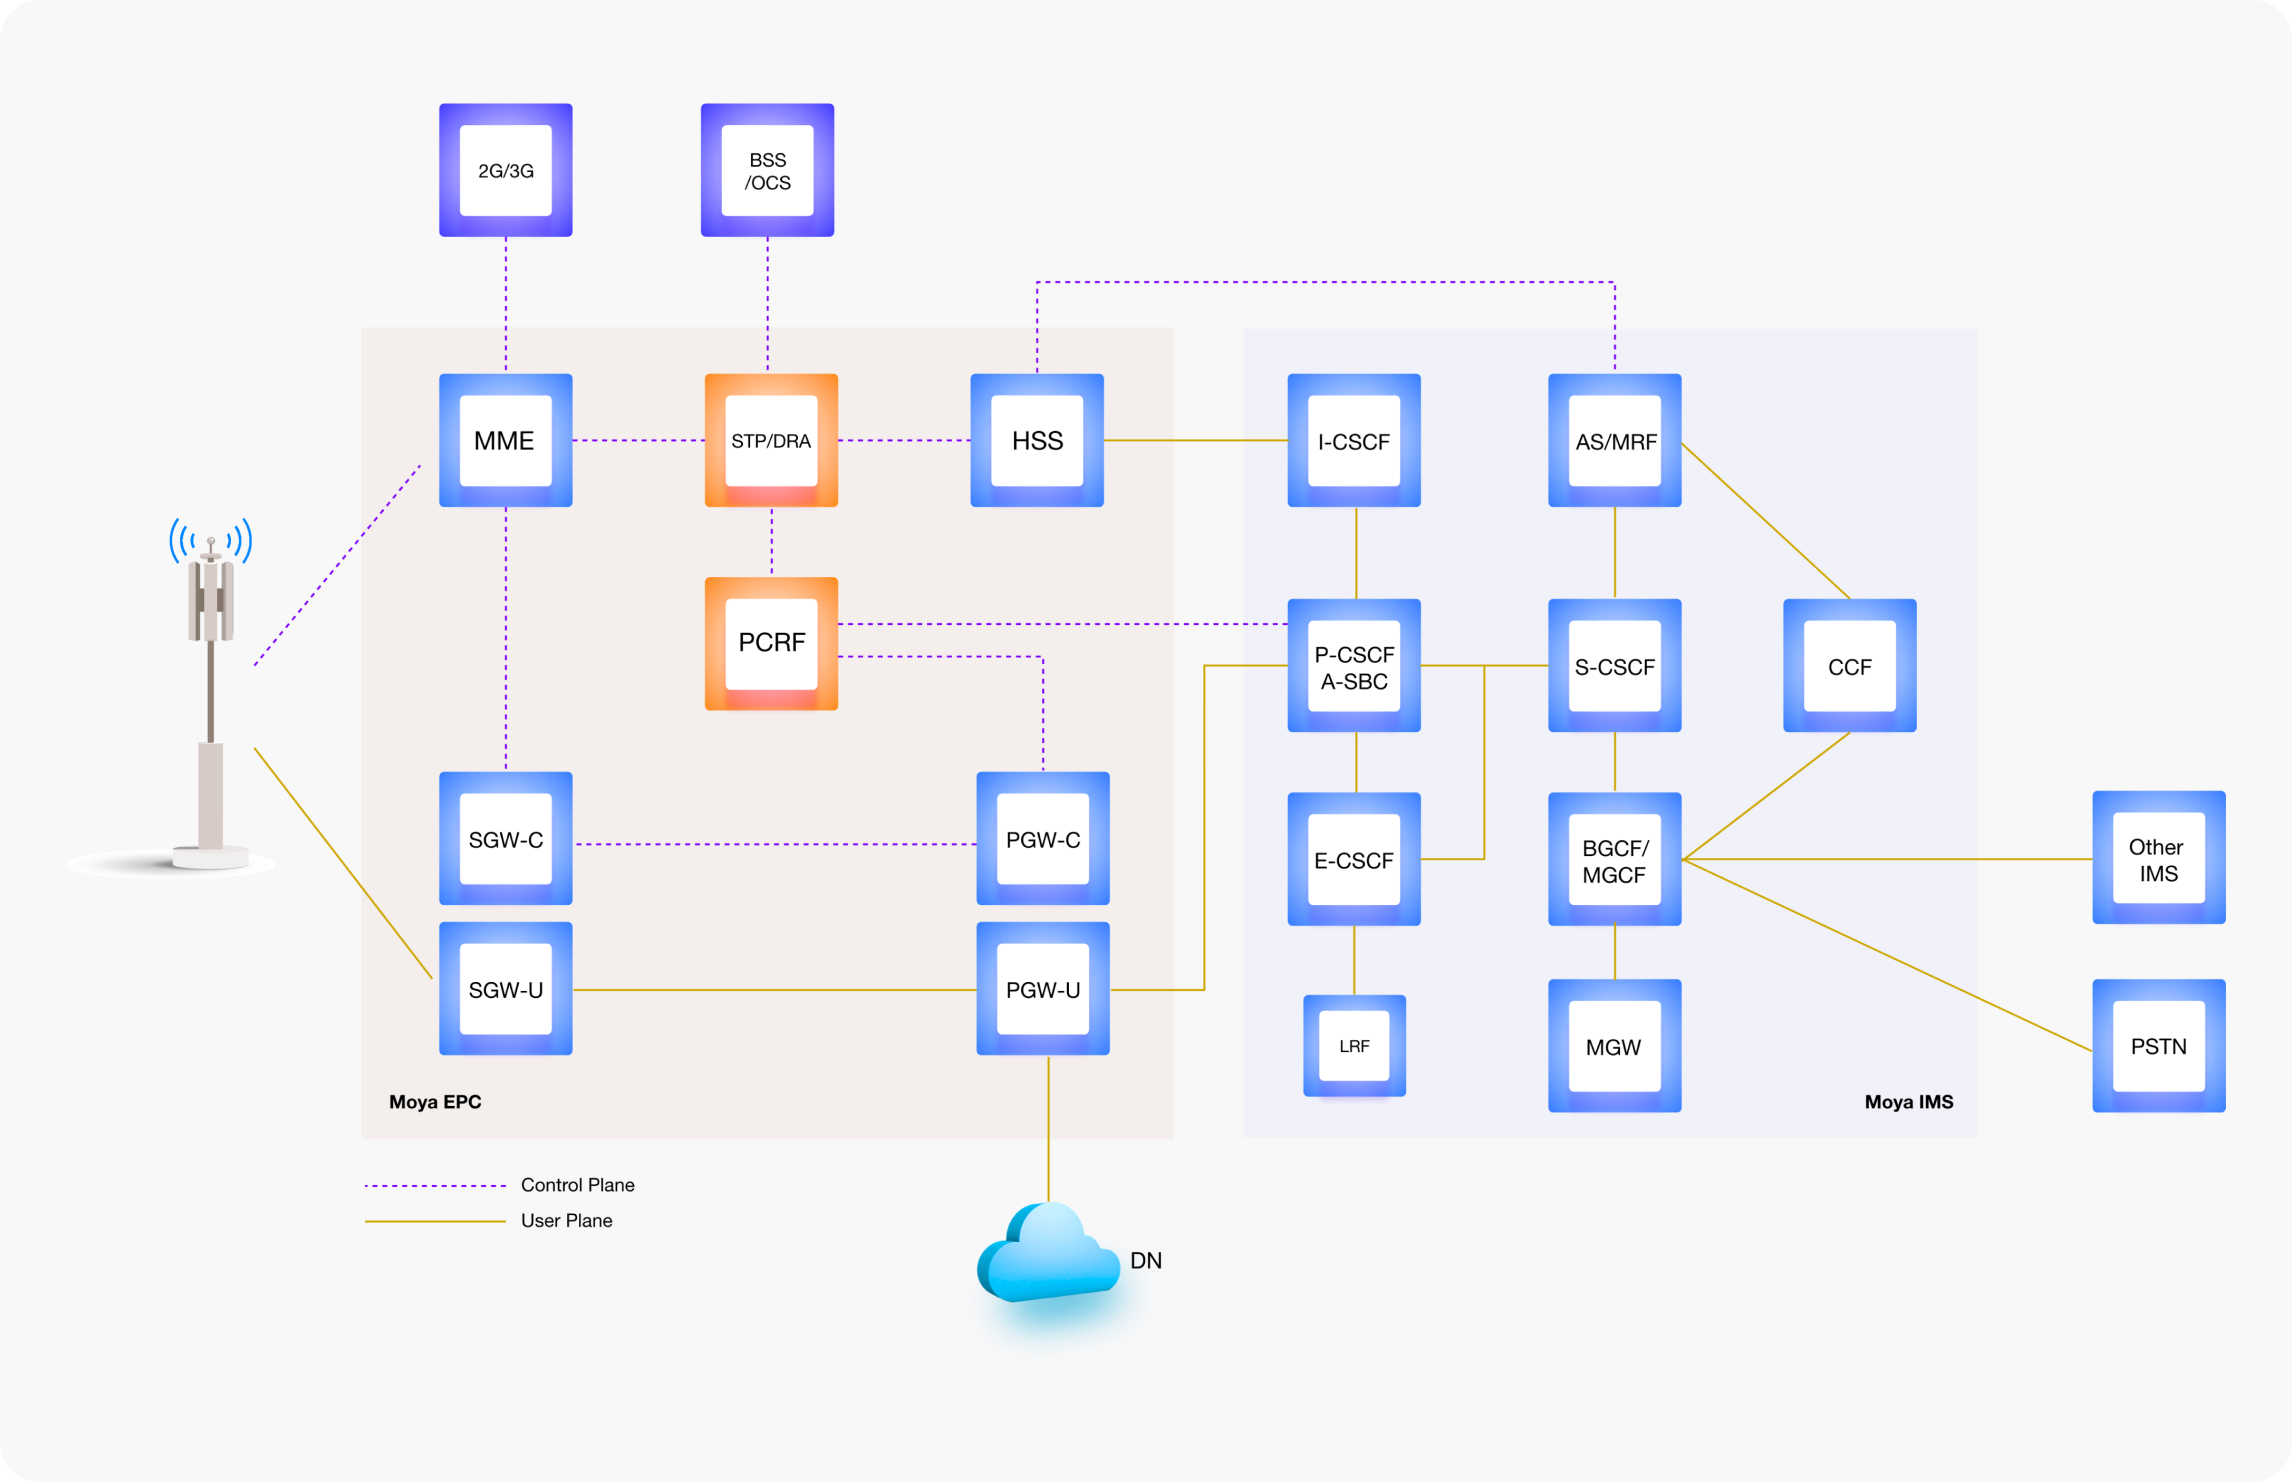 2G/3G
BSS
/OCS
MME
STP/DRA
HSS
I-CSCF
AS/MRF
PCRF
P-CSCF
A-SBC
S-CSCF
CCF
SGW-C
PGW-C
E-CSCF
BGCF/
MGCF
Other
IMS
SGW-U
PGW-U
LRF
MGW
PSTN
Moya EPC
Moya IMS
Control Plane
User Plane
DN